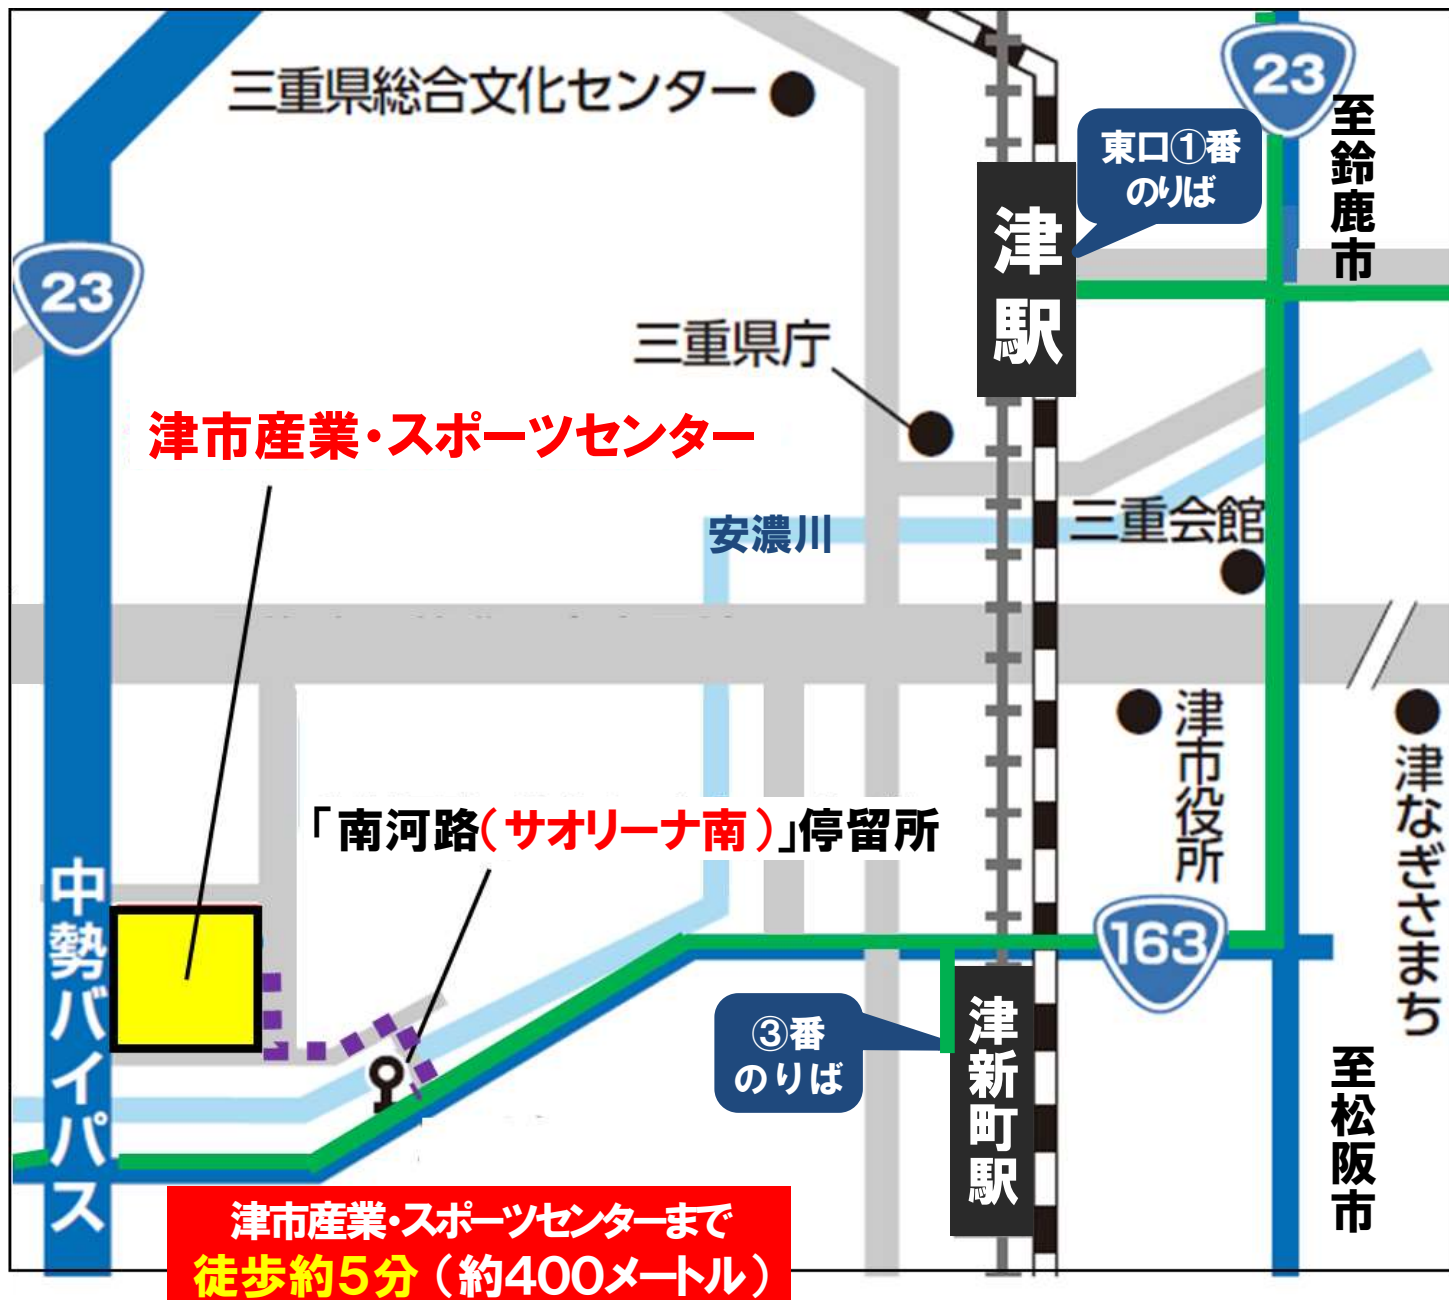 三重県総合文化センター
23
至鈴鹿市
東口①番
のりば
津駅
23
三重県庁
津市産業・スポーツセンター
安濃川
三重会館
津市役所
津なぎさまち
「南河路(サオリーナ南)」停留所
中勢バイパス
163
③番
のりば
津新町駅
至松阪市
津市産業・スポーツセンターまで
徒歩約5分(約400メートル)